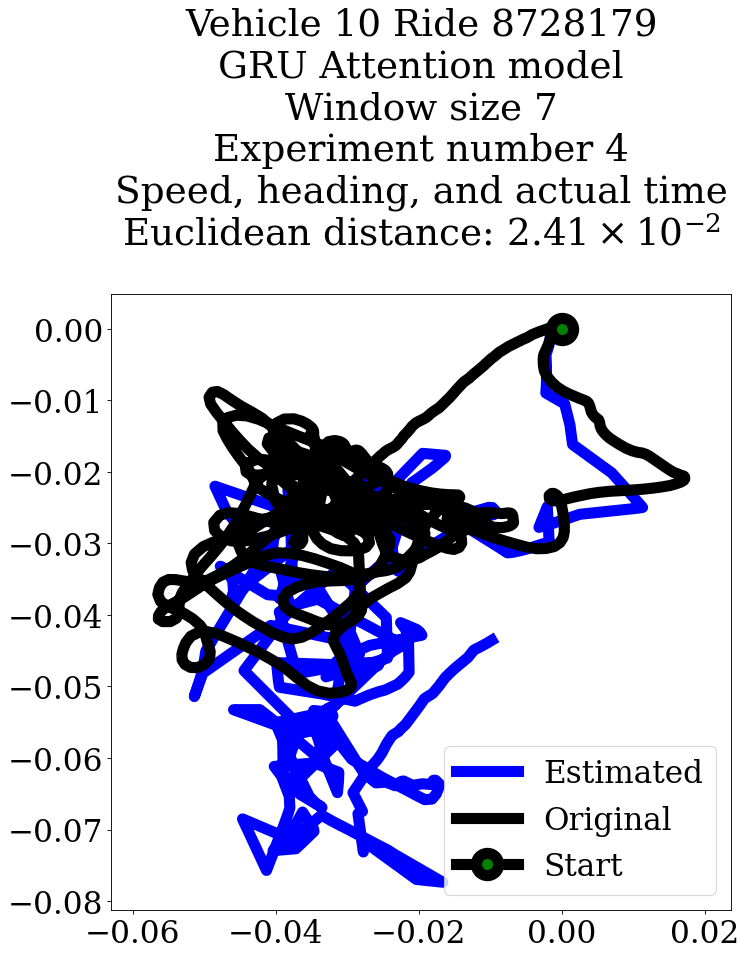 Vehicle 10 Ride 8728179
GRU Attention model
Window size 7
Experiment number 4
Speed, heading, and actual time
Euclidean distance: 2.41 × 10⁻²
0.00
−0.01
−0.02
−0.03
−0.04
−0.05
−0.06
−0.07
−0.08
Estimated
Original
Start
−0.06
−0.04
−0.02
0.00
0.02